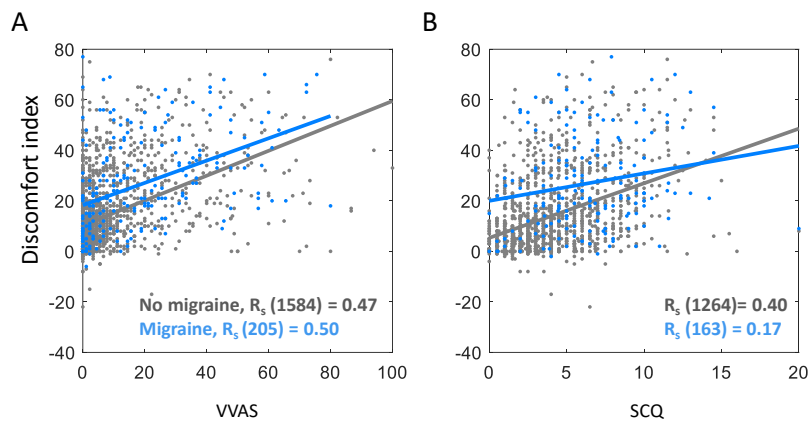 A
B
Discomfort index
80
60
40
20
0
-20
-40
No migraine, Rs (1584) = 0.47
Migraine, Rs (205) = 0.50
0 20 40 60 80 100
VVAS
80
60
40
20
0
-20
-40
Rs (1264)= 0.40
Rs (163) = 0.17
0 5 10 15 20
SCQ